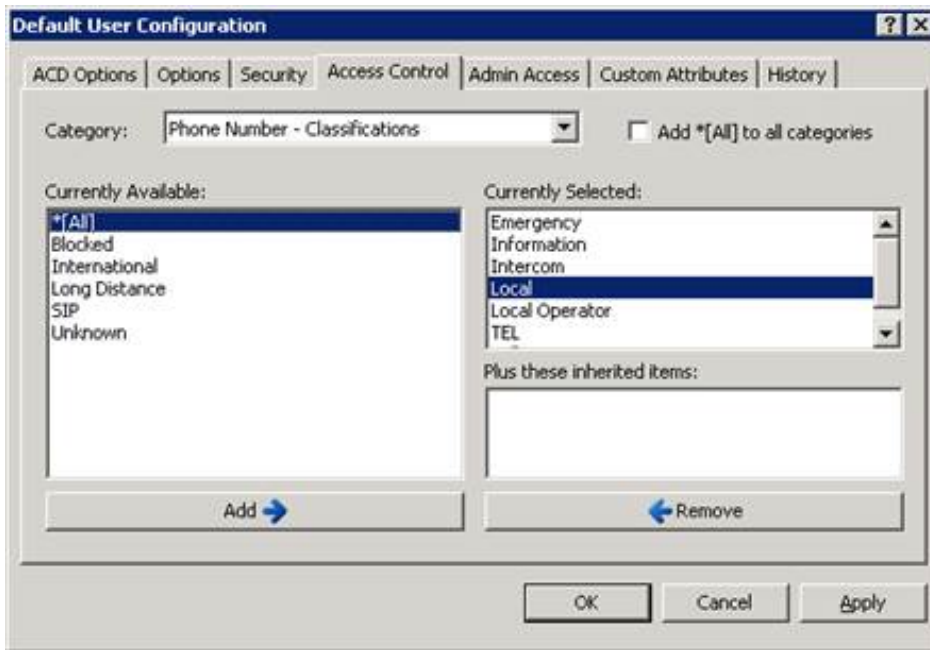 Default User Configuration
ACD Options Options Security Access Control Admin Access Custom Attributes History
Category: Phone Number - Classifications Add *[All] to all categories
Currently Available:
*[All]
Blocked
International
Long Distance
SIP
Unknown
Add
Currently Selected:
Emergency
Information
Intercom
Local
Local Operator
TEL
Plus these inherited items:
Remove
OK Cancel Apply